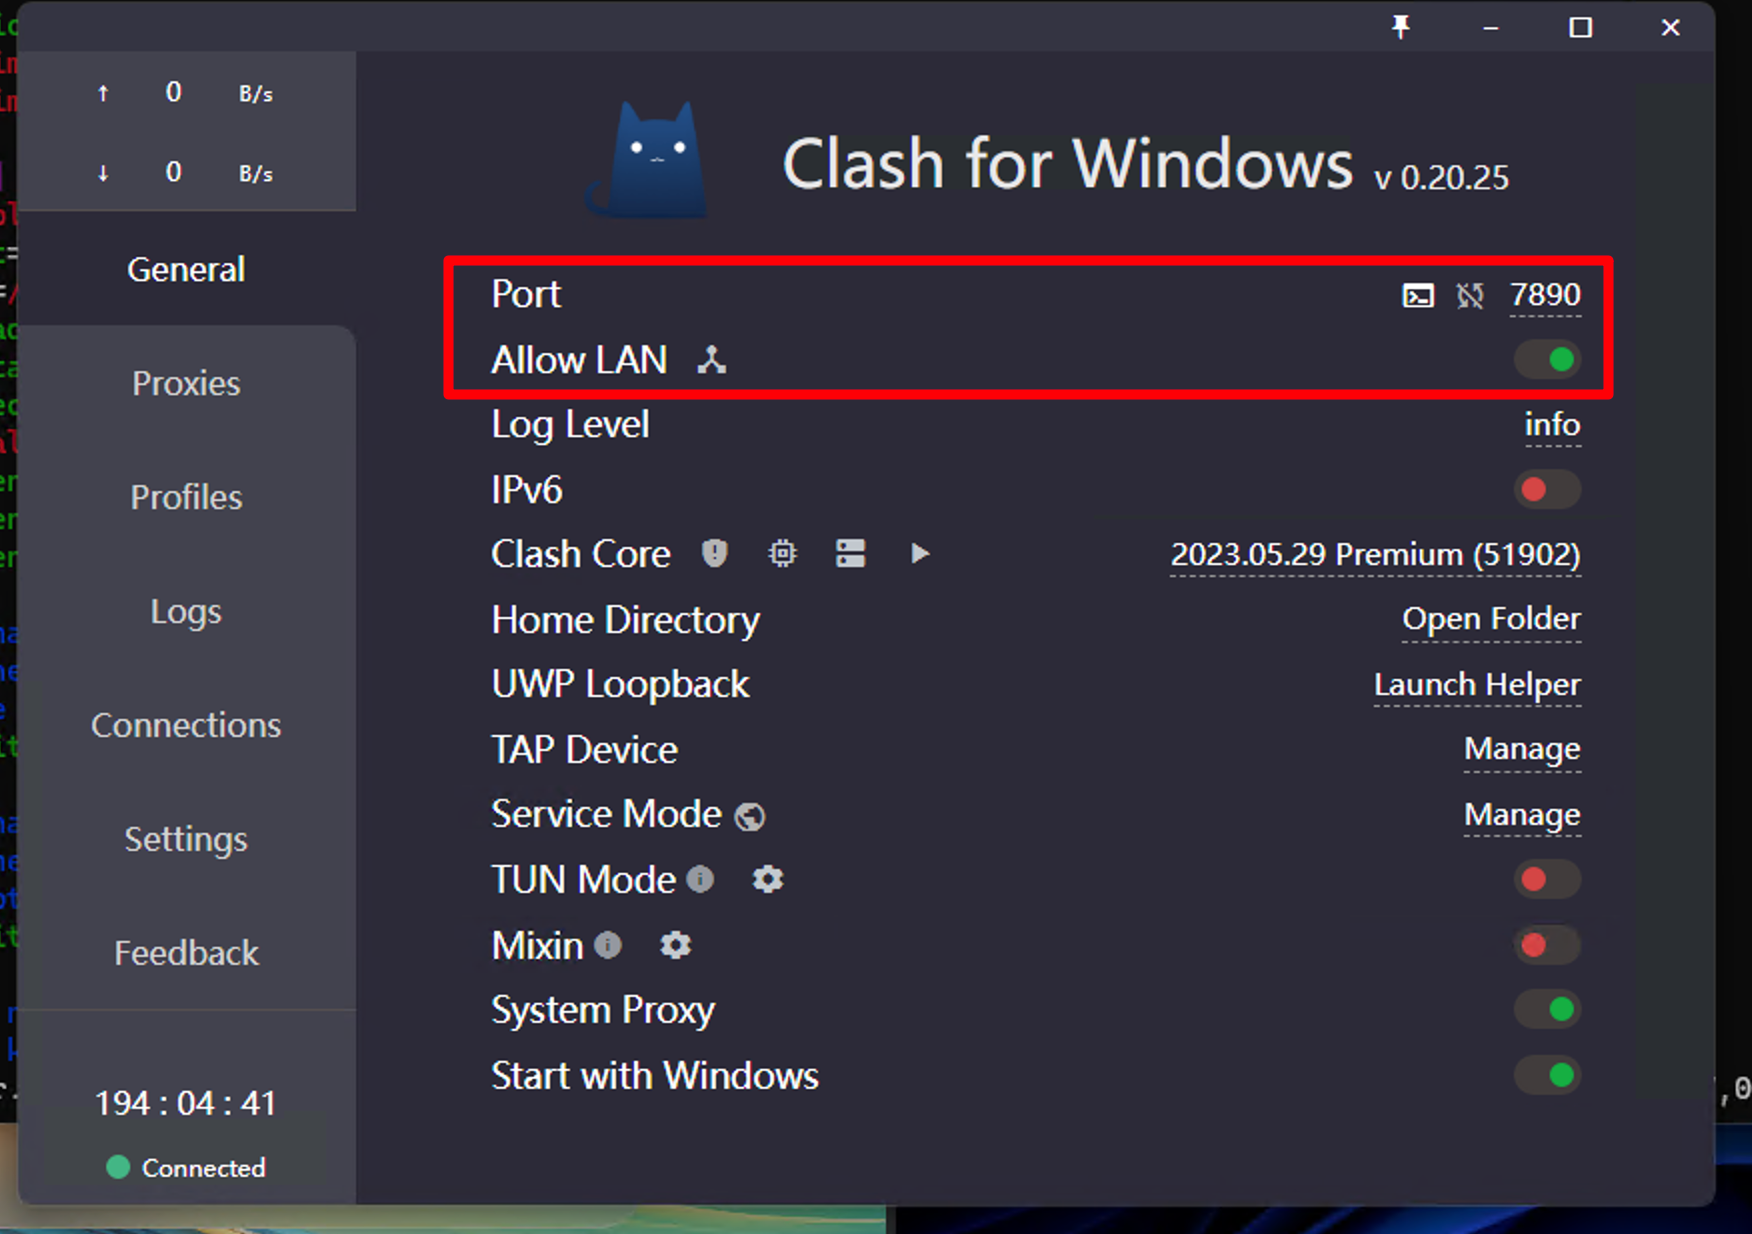 ↑ 0 B/s
↓ 0 B/s
General
Proxies
Profiles
Logs
Connections
Settings
Feedback
194 : 04 : 41
Connected
Clash for Windows v 0.20.25
Port 7890
Allow LAN
Log Level info
IPv6
Clash Core 2023.05.29 Premium (51902)
Home Directory Open Folder
UWP Loopback Launch Helper
TAP Device Manage
Service Mode Manage
TUN Mode
Mixin
System Proxy
Start with Windows